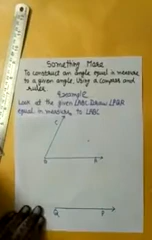 Something More
To construct an angle equal in measure
to a given angle, using a compass and
ruler
Example
Look at the given ∠ABC. Draw ∠PQR
equal in measure to ∠ABC
C
B
A
Q
P